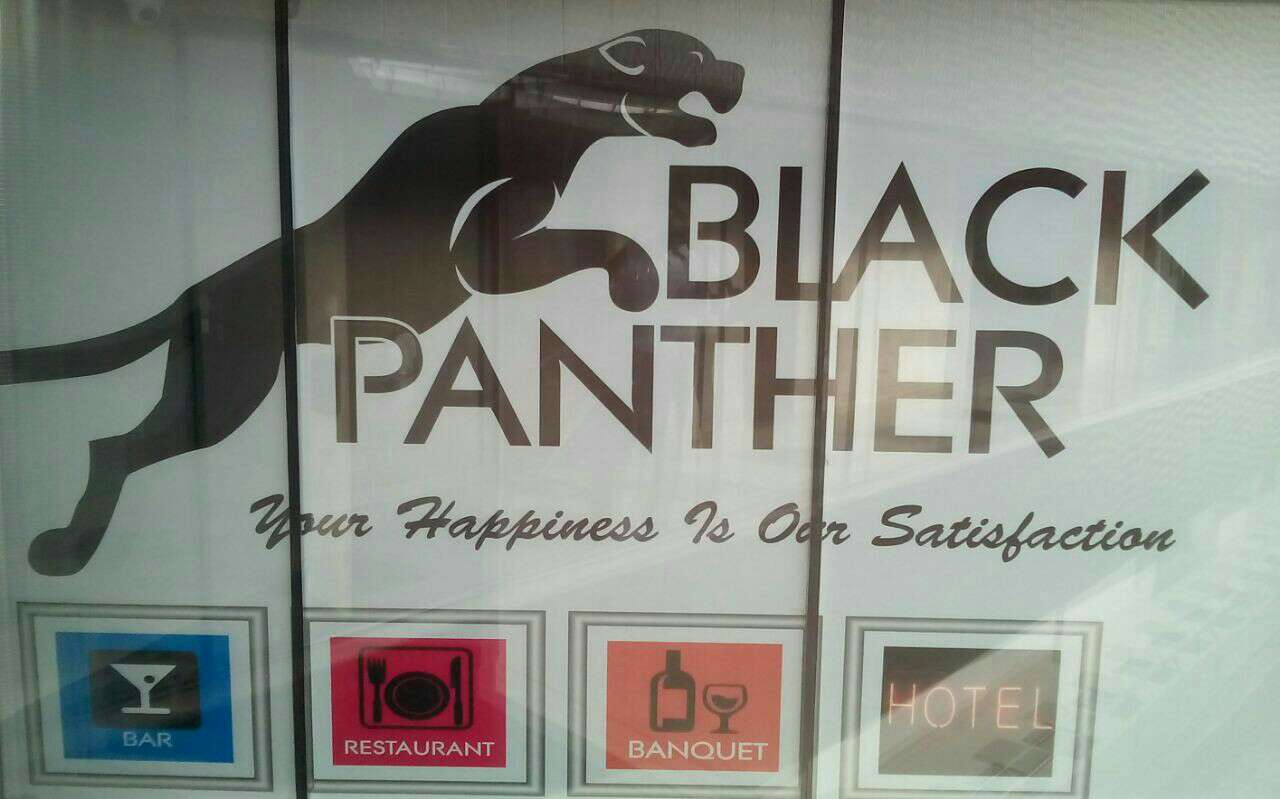 BLACK
PANTHER
Your Happiness Is Our Satisfaction
BAR
RESTAURANT
BANQUET
HOTEL